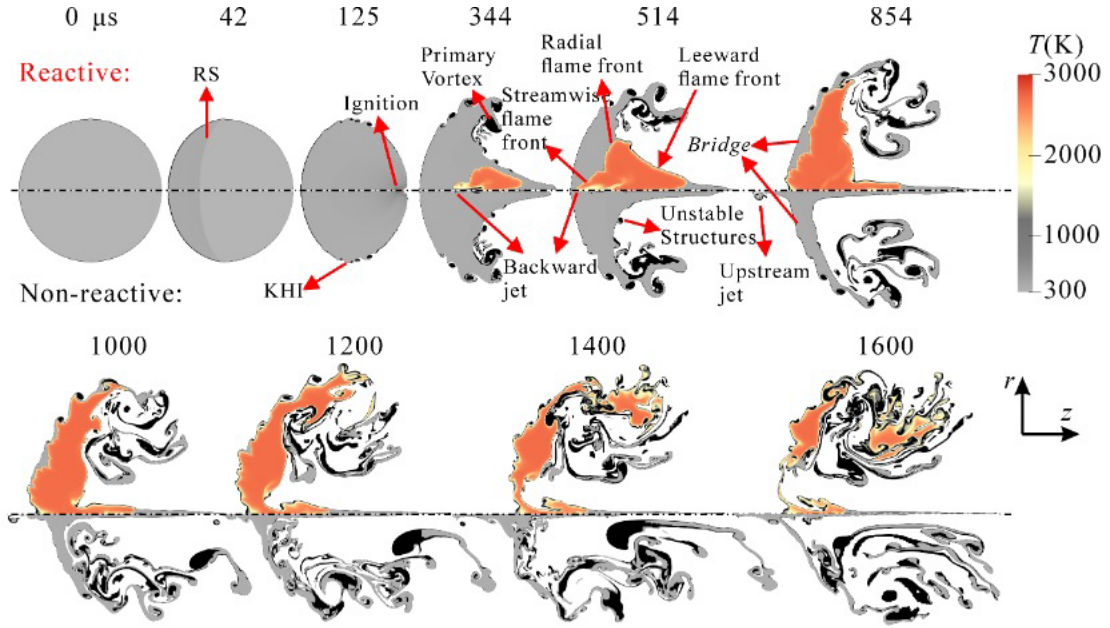 0 μs 42 125 344 514 854
T(K)
Reactive:
RS
Ignition
Primary
Vortex
Streamwise
flame
front
Radial
flame front
Leeward
flame front
Bridge
3000
2000
1000
300
Non-reactive:
KHI
Backward
jet
Unstable
Structures
Upstream
jet
1000 1200 1400 1600
r
z